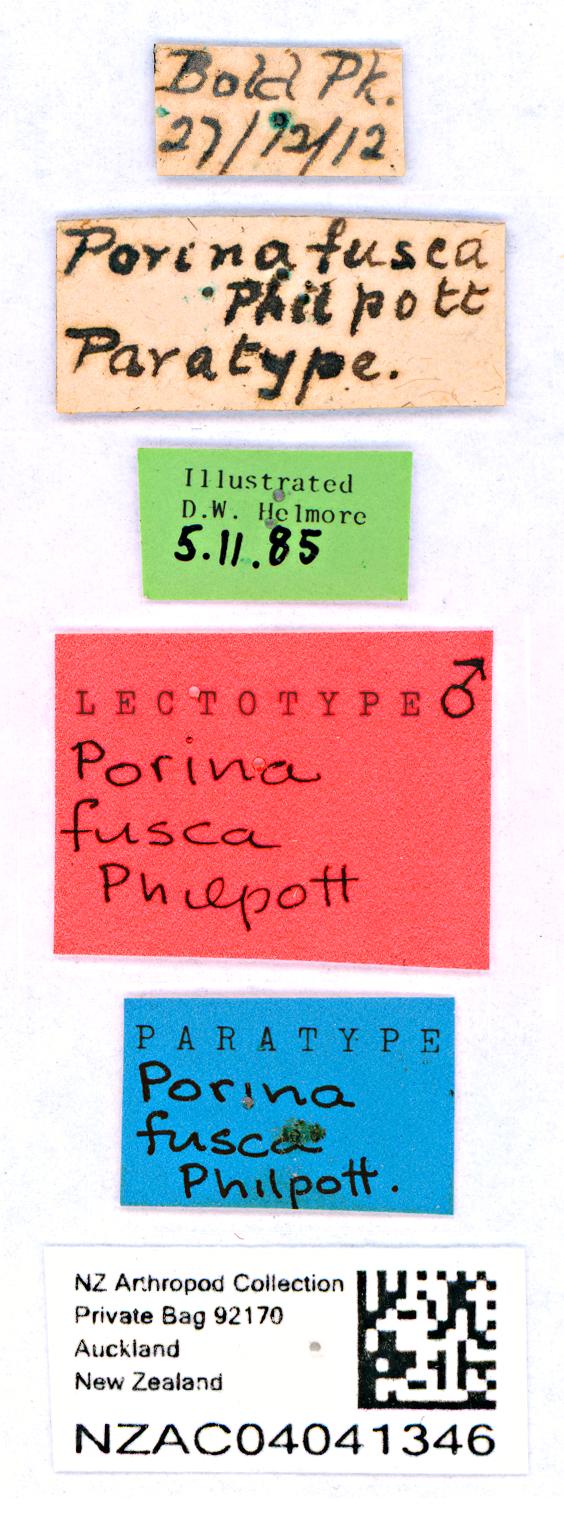 Bold Pk.
27/12/12
Porina fusca
Philpott
Paratype.
Illustrated
D.W. Helmore
5.11.85
LECTOTYPE ♂
Porina
fusca
Philpott
PARATYPE
Porina
fusca
Philpott.
NZ Arthropod Collection
Private Bag 92170
Auckland
New Zealand
NZAC04041346